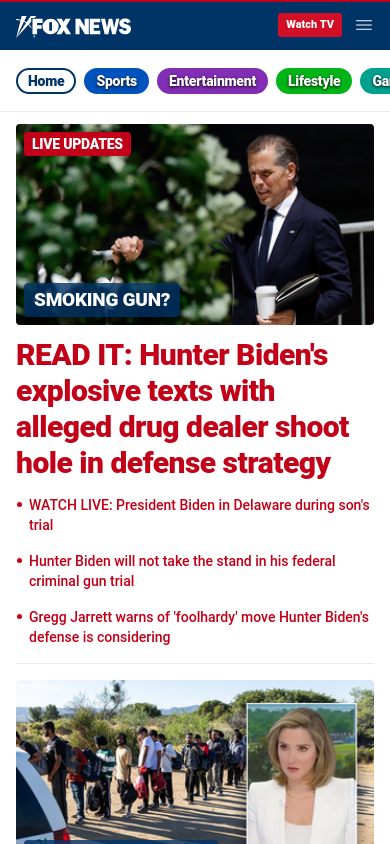 FOX NEWS
Watch TV
Home
Sports
Entertainment
Lifestyle
Ga
LIVE UPDATES
SMOKING GUN?
READ IT: Hunter Biden's
explosive texts with
alleged drug dealer shoot
hole in defense strategy
• WATCH LIVE: President Biden in Delaware during son's
trial
• Hunter Biden will not take the stand in his federal
criminal gun trial
• Gregg Jarrett warns of 'foolhardy' move Hunter Biden's
defense is considering